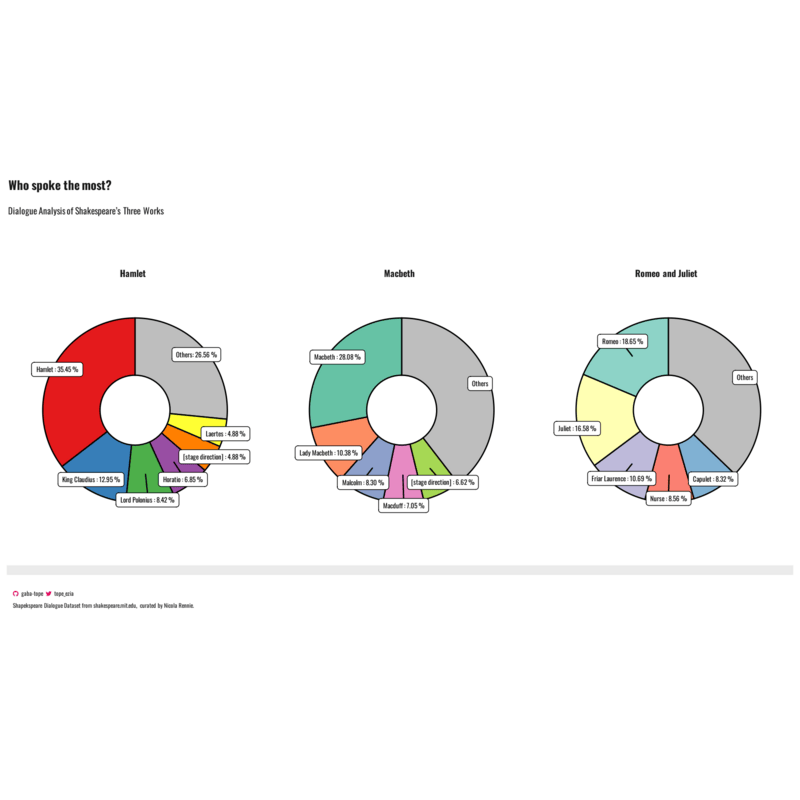 Who spoke the most?
Dialogue Analysis of Shakespeare's Three Works
Hamlet
Macbeth
Romeo and Juliet
Hamlet : 35.45 %
Others: 26.56 %
Laertes : 4.88 %
[stage direction] : 4.88 %
Horatio : 6.85 %
Lord Polonius : 8.42 %
King Claudius : 12.95 %
Macbeth : 28.08 %
Others
Lady Macbeth : 10.38 %
Malcolm : 8.30 %
[stage direction] : 6.62 %
Macduff : 7.05 %
Romeo : 18.65 %
Others
Juliet : 16.58 %
Friar Laurence : 10.69 %
Capulet : 8.32 %
Nurse : 8.56 %
gaba-tope tope_ezia
Shapekspeare Dialogue Dataset from shakespeare.mit.edu, curated by Nicola Rennie.